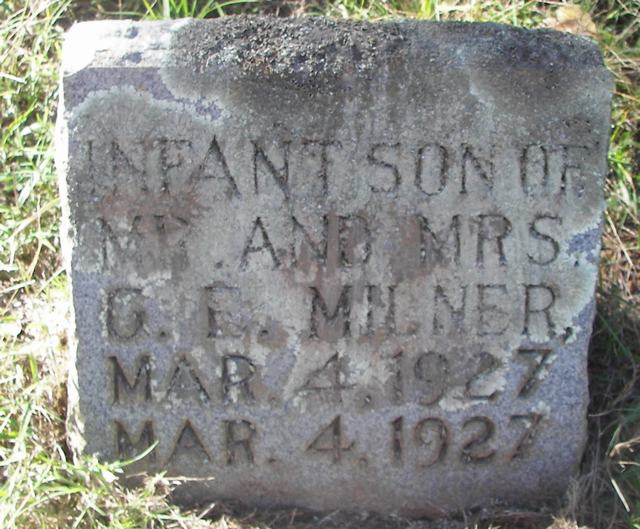 INFANT SON OF
MR. AND MRS.
G. E. MILNER,
MAR. 4, 1927
MAR. 4, 1927